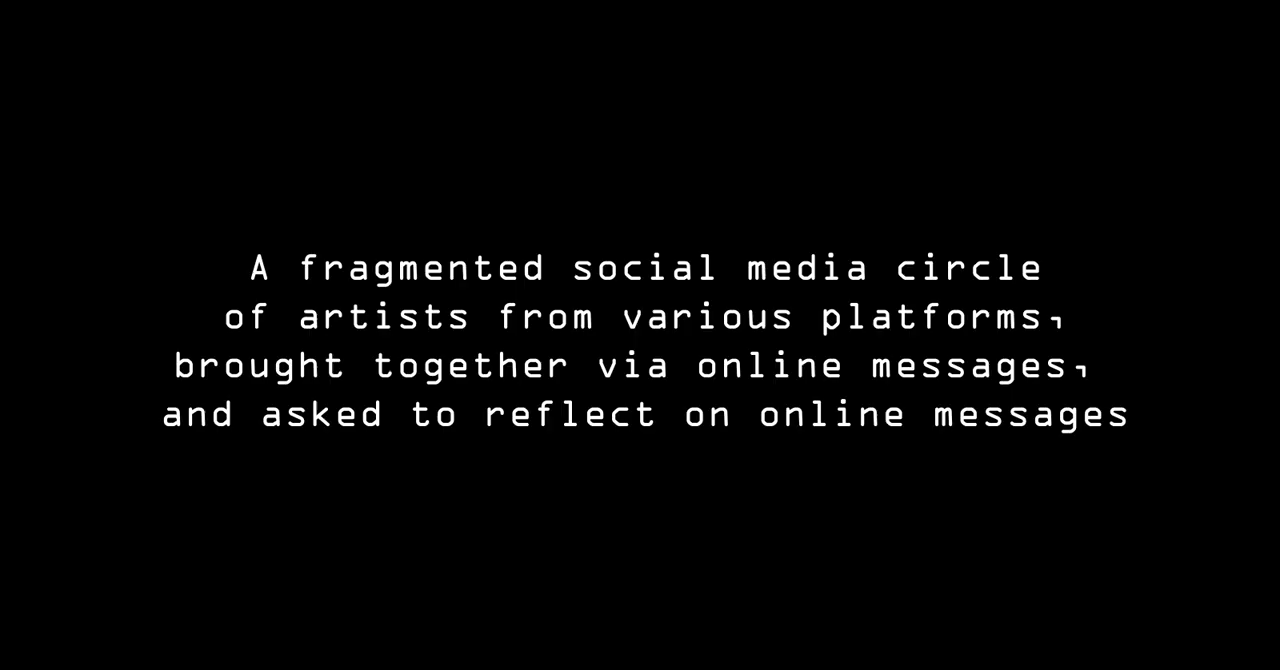 A fragmented social media circle
of artists from various platforms,
brought together via online messages,
and asked to reflect on online messages